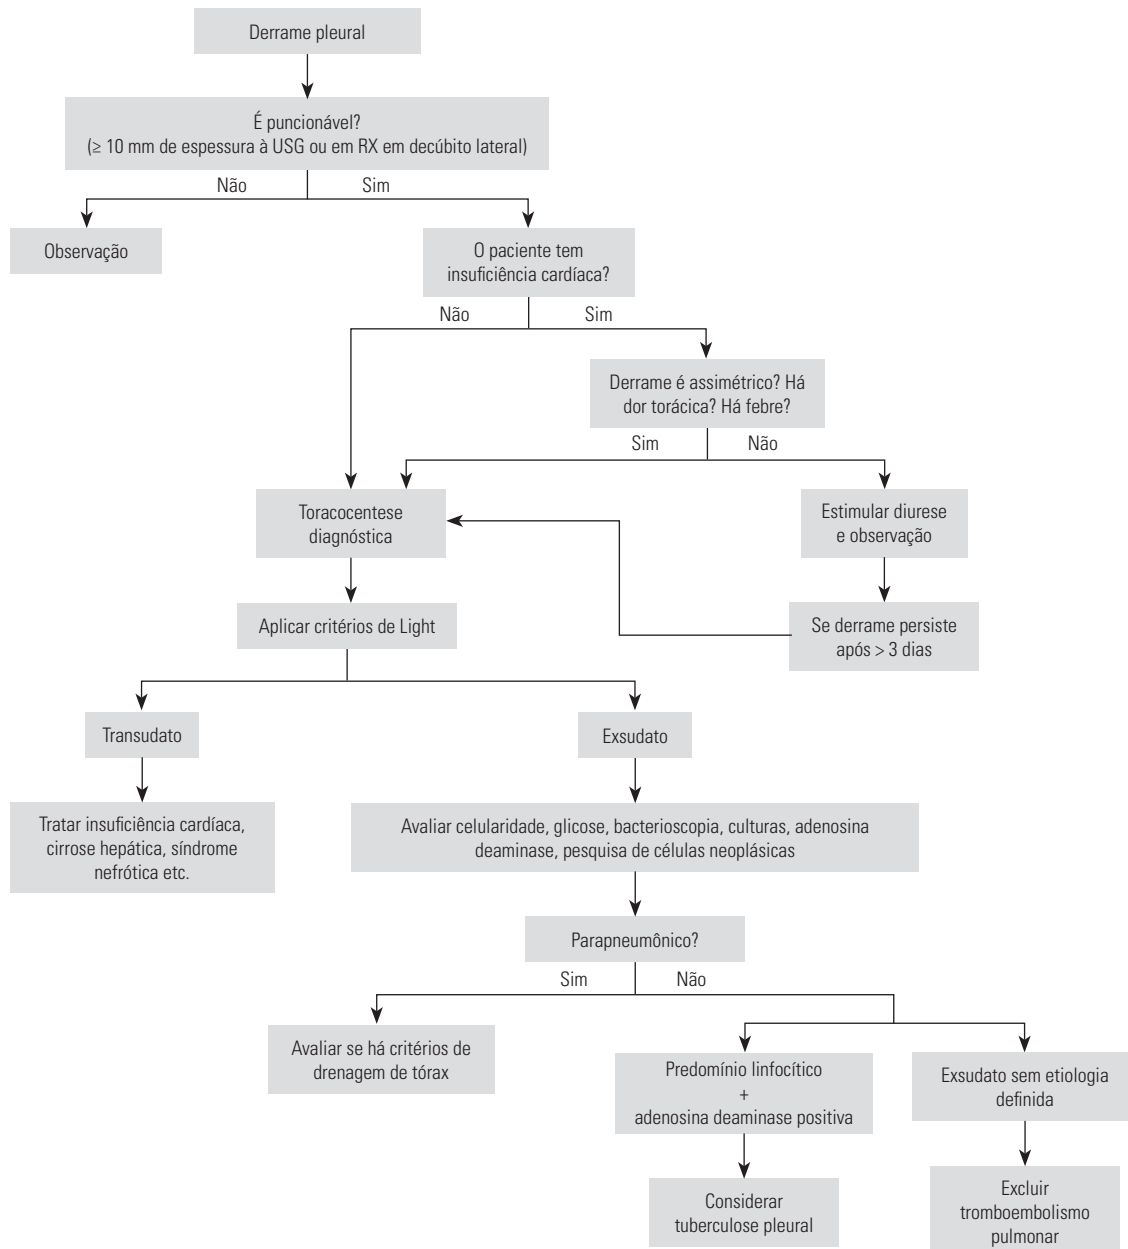 Derrame pleural
É puncionável?
(≥ 10 mm de espessura à USG ou em RX em decúbito lateral)
Não
Sim
Observação
O paciente tem
insuficiência cardíaca?
Não
Sim
Derrame é assimétrico? Há
dor torácica? Há febre?
Sim
Não
Toracocentese
diagnóstica
Estimular diurese
e observação
Aplicar critérios de Light
Se derrame persiste
após > 3 dias
Transudato
Exsudato
Tratar insuficiência cardíaca,
cirrose hepática, síndrome
nefrótica etc.
Avaliar celularidade, glicose, bacterioscopia, culturas, adenosina
deaminase, pesquisa de células neoplásicas
Parapneumônico?
Sim
Não
Avaliar se há critérios de
drenagem de tórax
Predomínio linfocítico
+
adenosina deaminase positiva
Exsudato sem etiologia
definida
Considerar
tuberculose pleural
Excluir
tromboembolismo
pulmonar